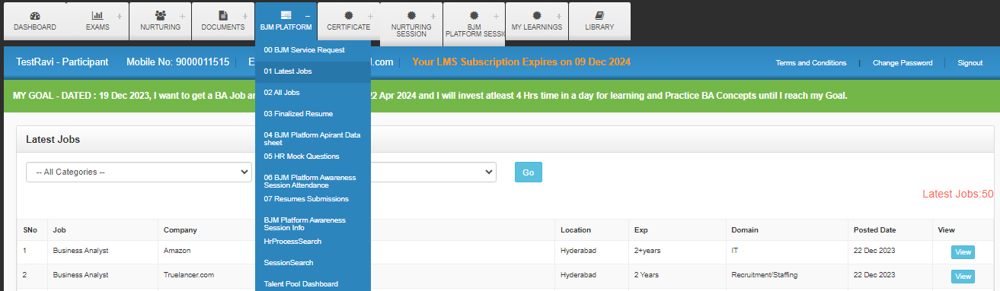 DASHBOARD
EXAMS
NURTURING
DOCUMENTS
BJM PLATFORM
CERTIFICATE
NURTURING
SESSION
BJM
PLATFORM SESSI
MY LEARNINGS
LIBRARY
TestRavi - Participant Mobile No: 9000011515 E .com Your LMS Subscription Expires on 09 Dec 2024 Terms and Conditions | Change Password | Signout
MY GOAL - DATED : 19 Dec 2023, I want to get a BA Job a 22 Apr 2024 and I will invest atleast 4 Hrs time in a day for learning and Practice BA Concepts until I reach my Goal.
00 BJM Service Request
01 Latest Jobs
02 All Jobs
03 Finalized Resume
04 BJM Platform Apirant Data
sheet
05 HR Mock Questions
06 BJM Platform Awareness
Session Attendance
07 Resumes Submissions
BJM Platform Awareness
Session Info
HrProcessSearch
SessionSearch
Talent Pool Dashboard
Latest Jobs
-- All Categories -- Go
Latest Jobs:50
SNo Job Company Location Exp Domain Posted Date View
1 Business Analyst Amazon Hyderabad 2+years IT 22 Dec 2023 View
2 Business Analyst Truelancer.com Hyderabad 2 Years Recruitment/Staffing 22 Dec 2023 View